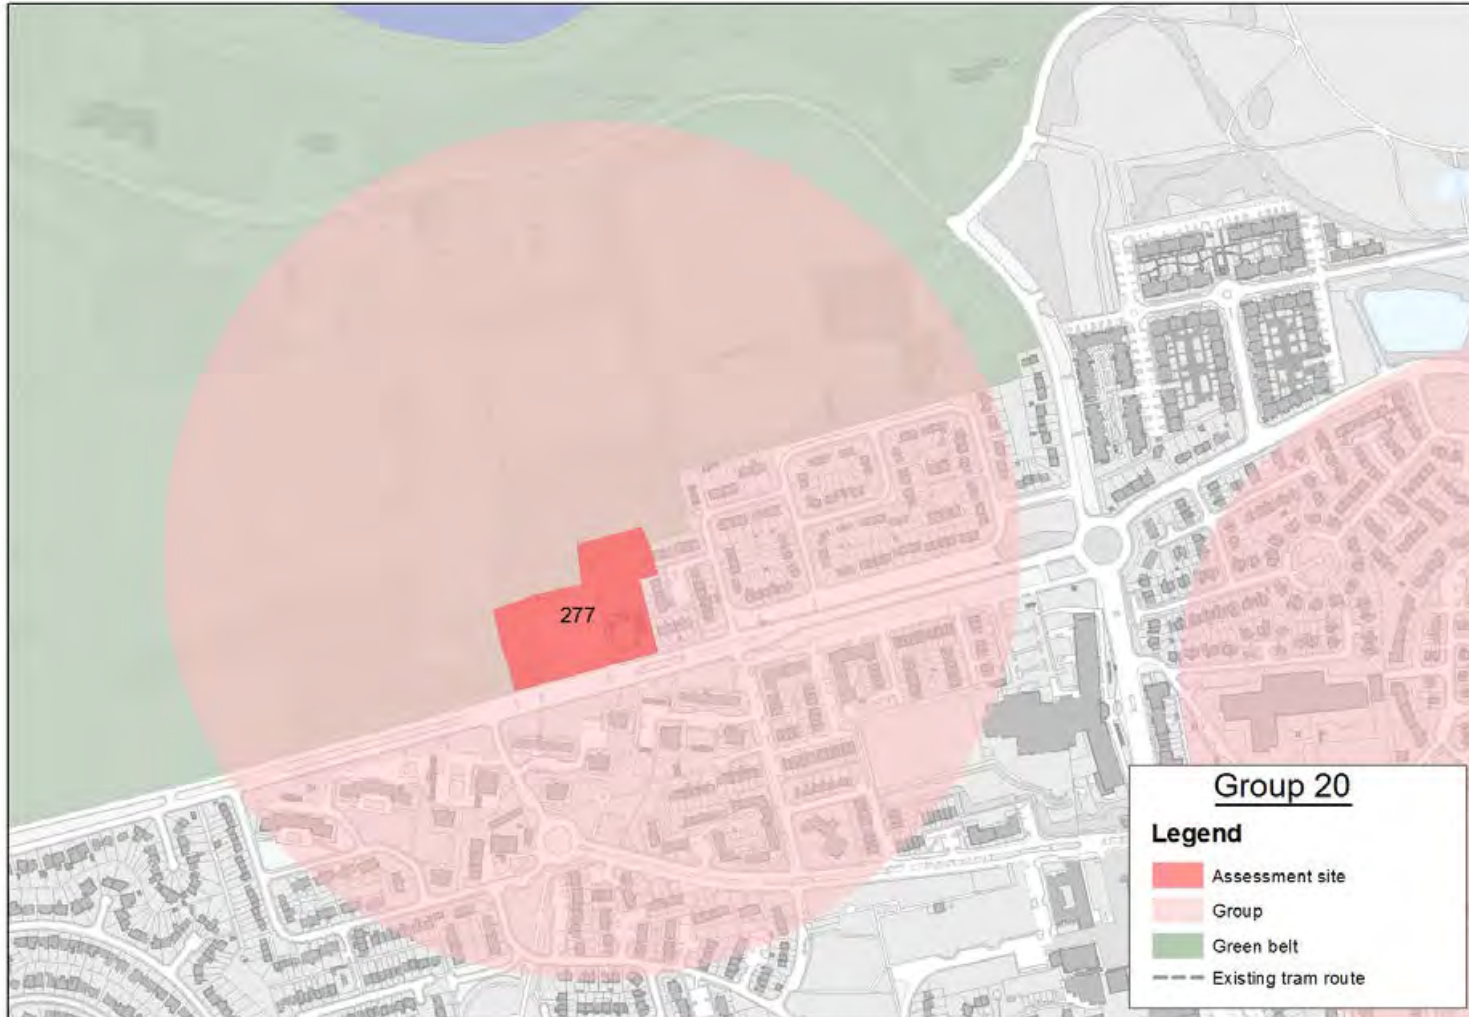 277
Group 20
Legend
Assessment site
Group
Green belt
Existing tram route